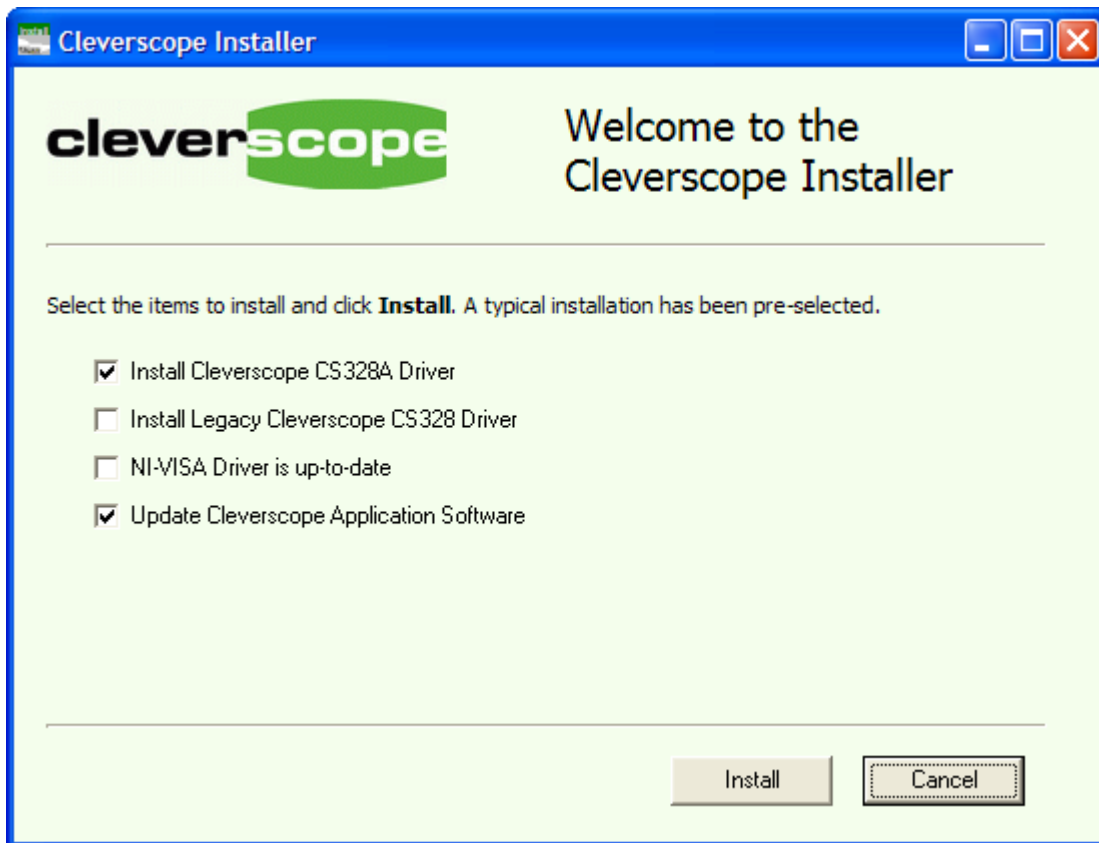 Cleverscope Installer
cleverscope
Welcome to the
Cleverscope Installer
Select the items to install and click Install. A typical installation has been pre-selected.
Install Cleverscope CS328A Driver
Install Legacy Cleverscope CS328 Driver
NI-VISA Driver is up-to-date
Update Cleverscope Application Software
Install
Cancel